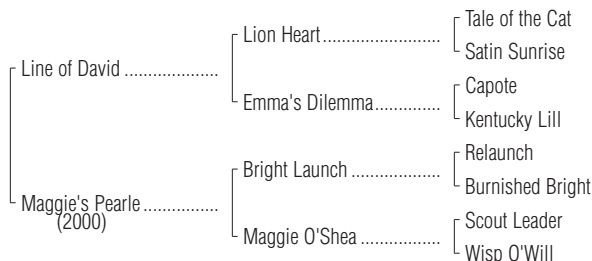 Tale of the Cat
Lion Heart........................
Satin Sunrise
Line of David ...................
Capote
Emma's Dilemma.............
Kentucky Lill
Relaunch
Bright Launch ..................
Burnished Bright
Maggie's Pearle ...............
(2000)
Scout Leader
Maggie O'Shea ................
Wisp O'Will